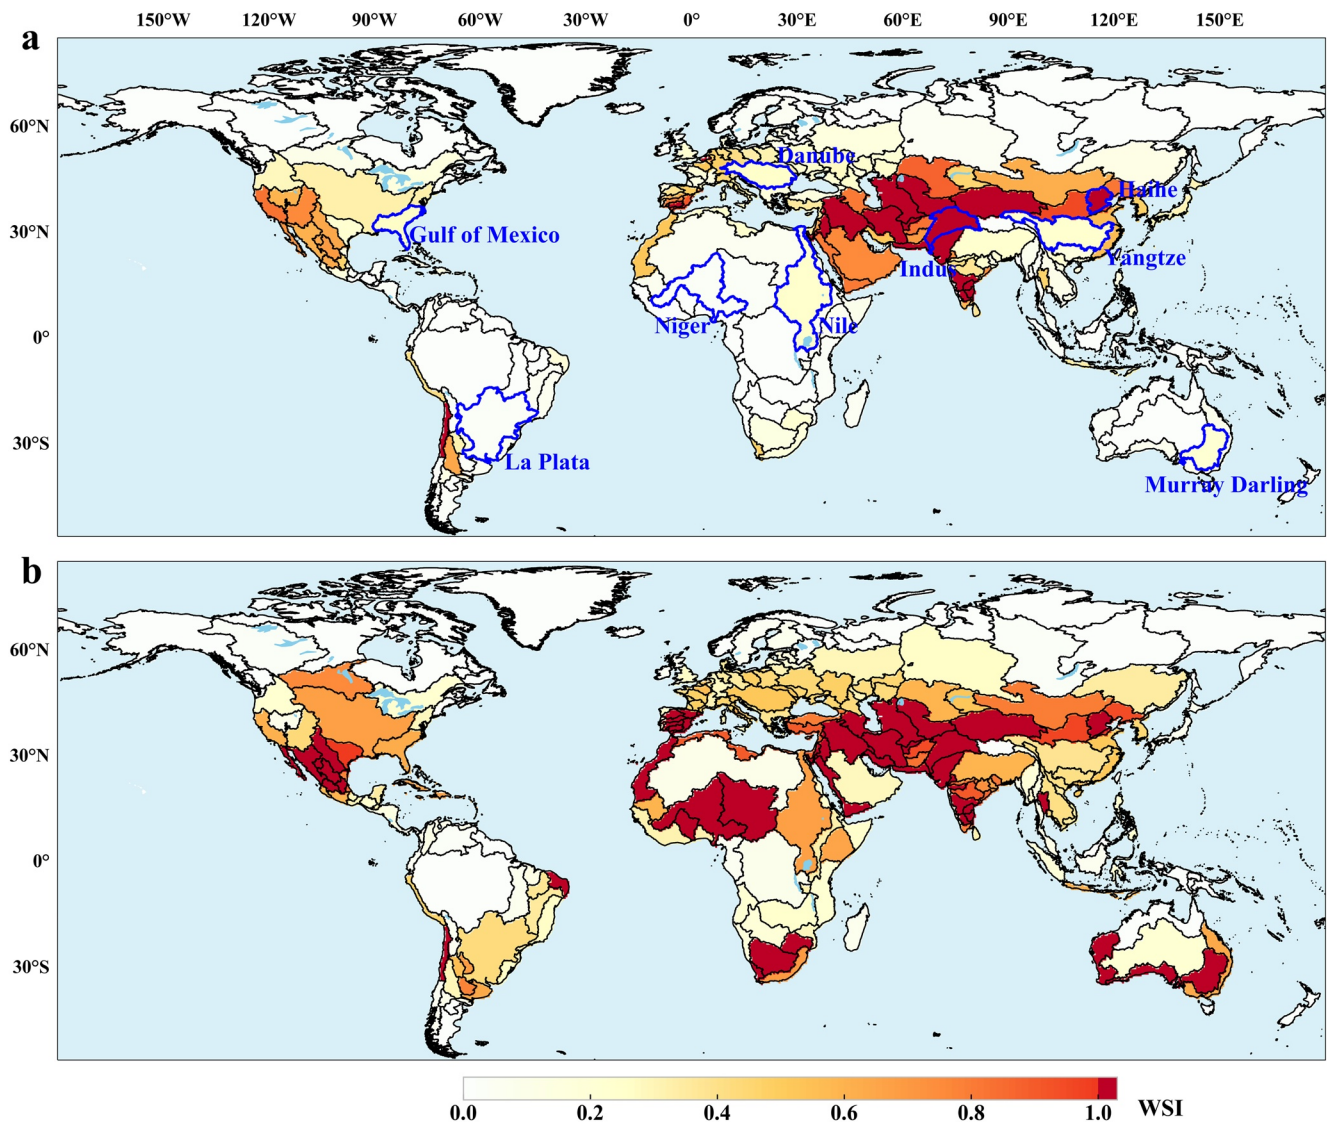 150°W 120°W 90°W 60°W 30°W 0° 30°E 60°E 90°E 120°E 150°E
a
60°N
30°N
0°
30°S
Danube
Haihe
Gulf of Mexico
Yangtze
Indus
Niger
Nile
La Plata
Murray Darling
b
60°N
30°N
0°
30°S
0.0 0.2 0.4 0.6 0.8 1.0 WSI